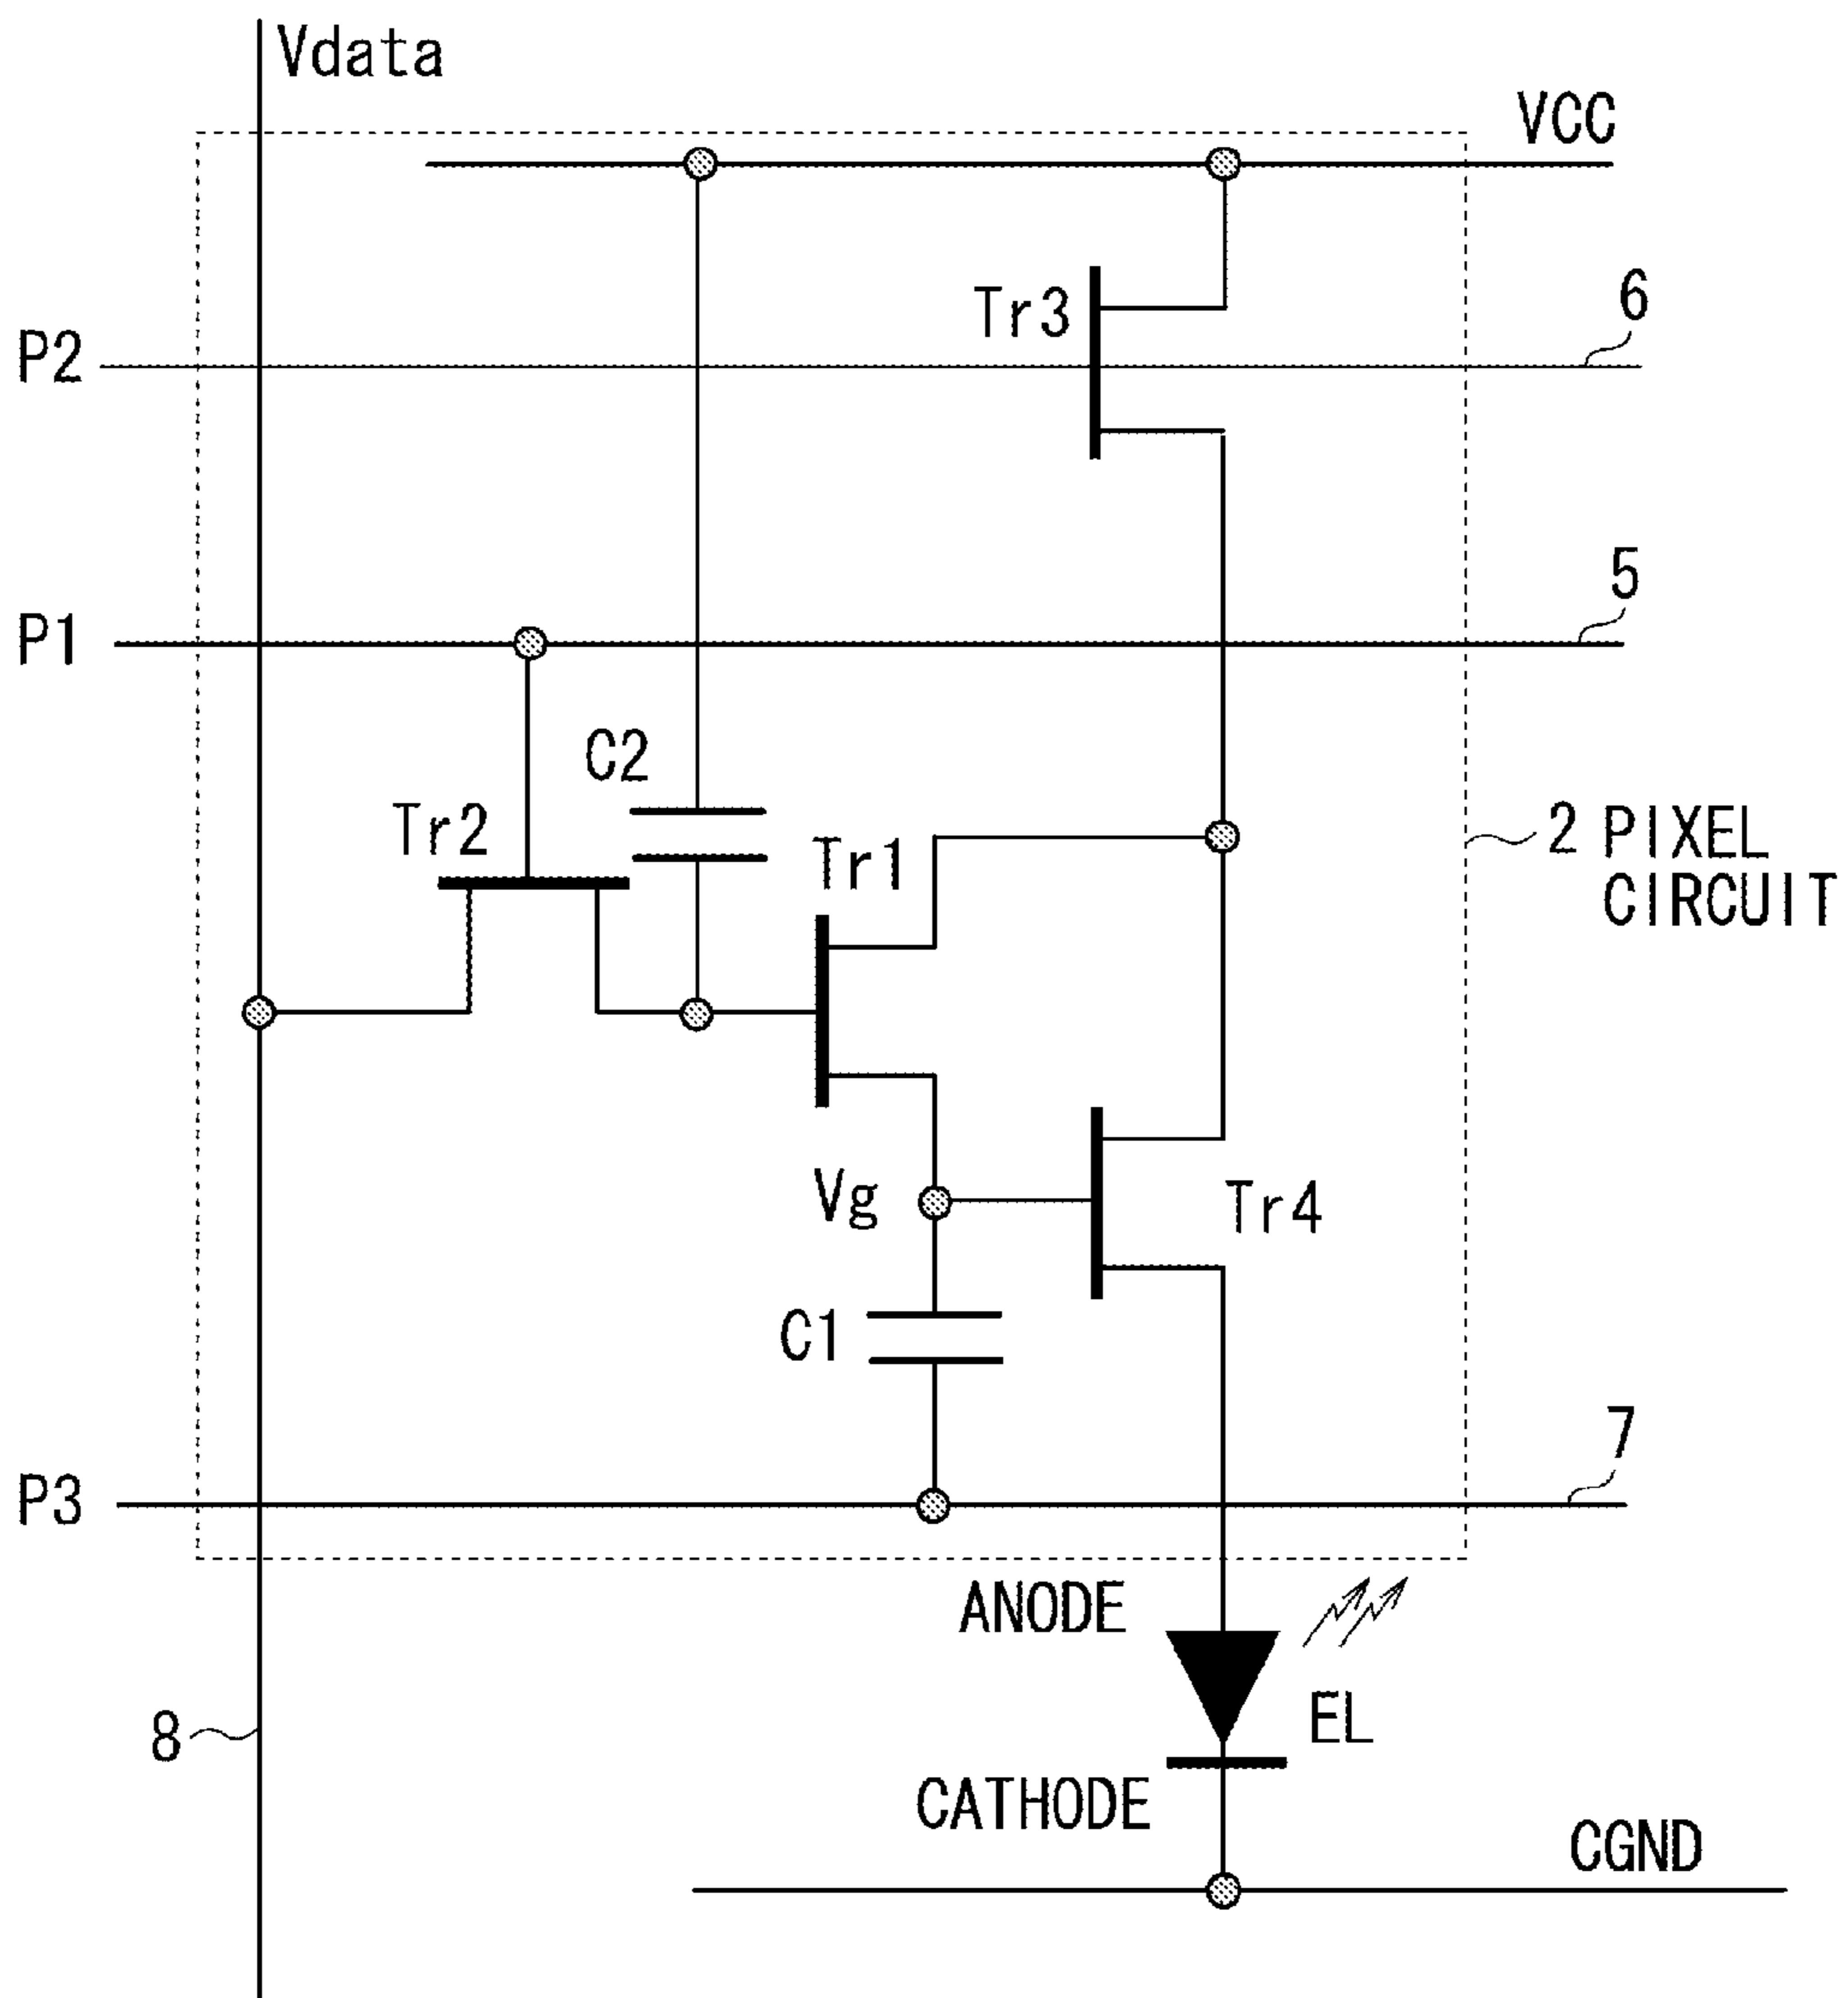 Vdata
VCC
Tr3
6
P2
5
P1
C2
Tr2
Tr1
2 PIXEL
CIRCUIT
Vg
Tr4
C1
7
P3
ANODE
EL
8
CATHODE
CGND